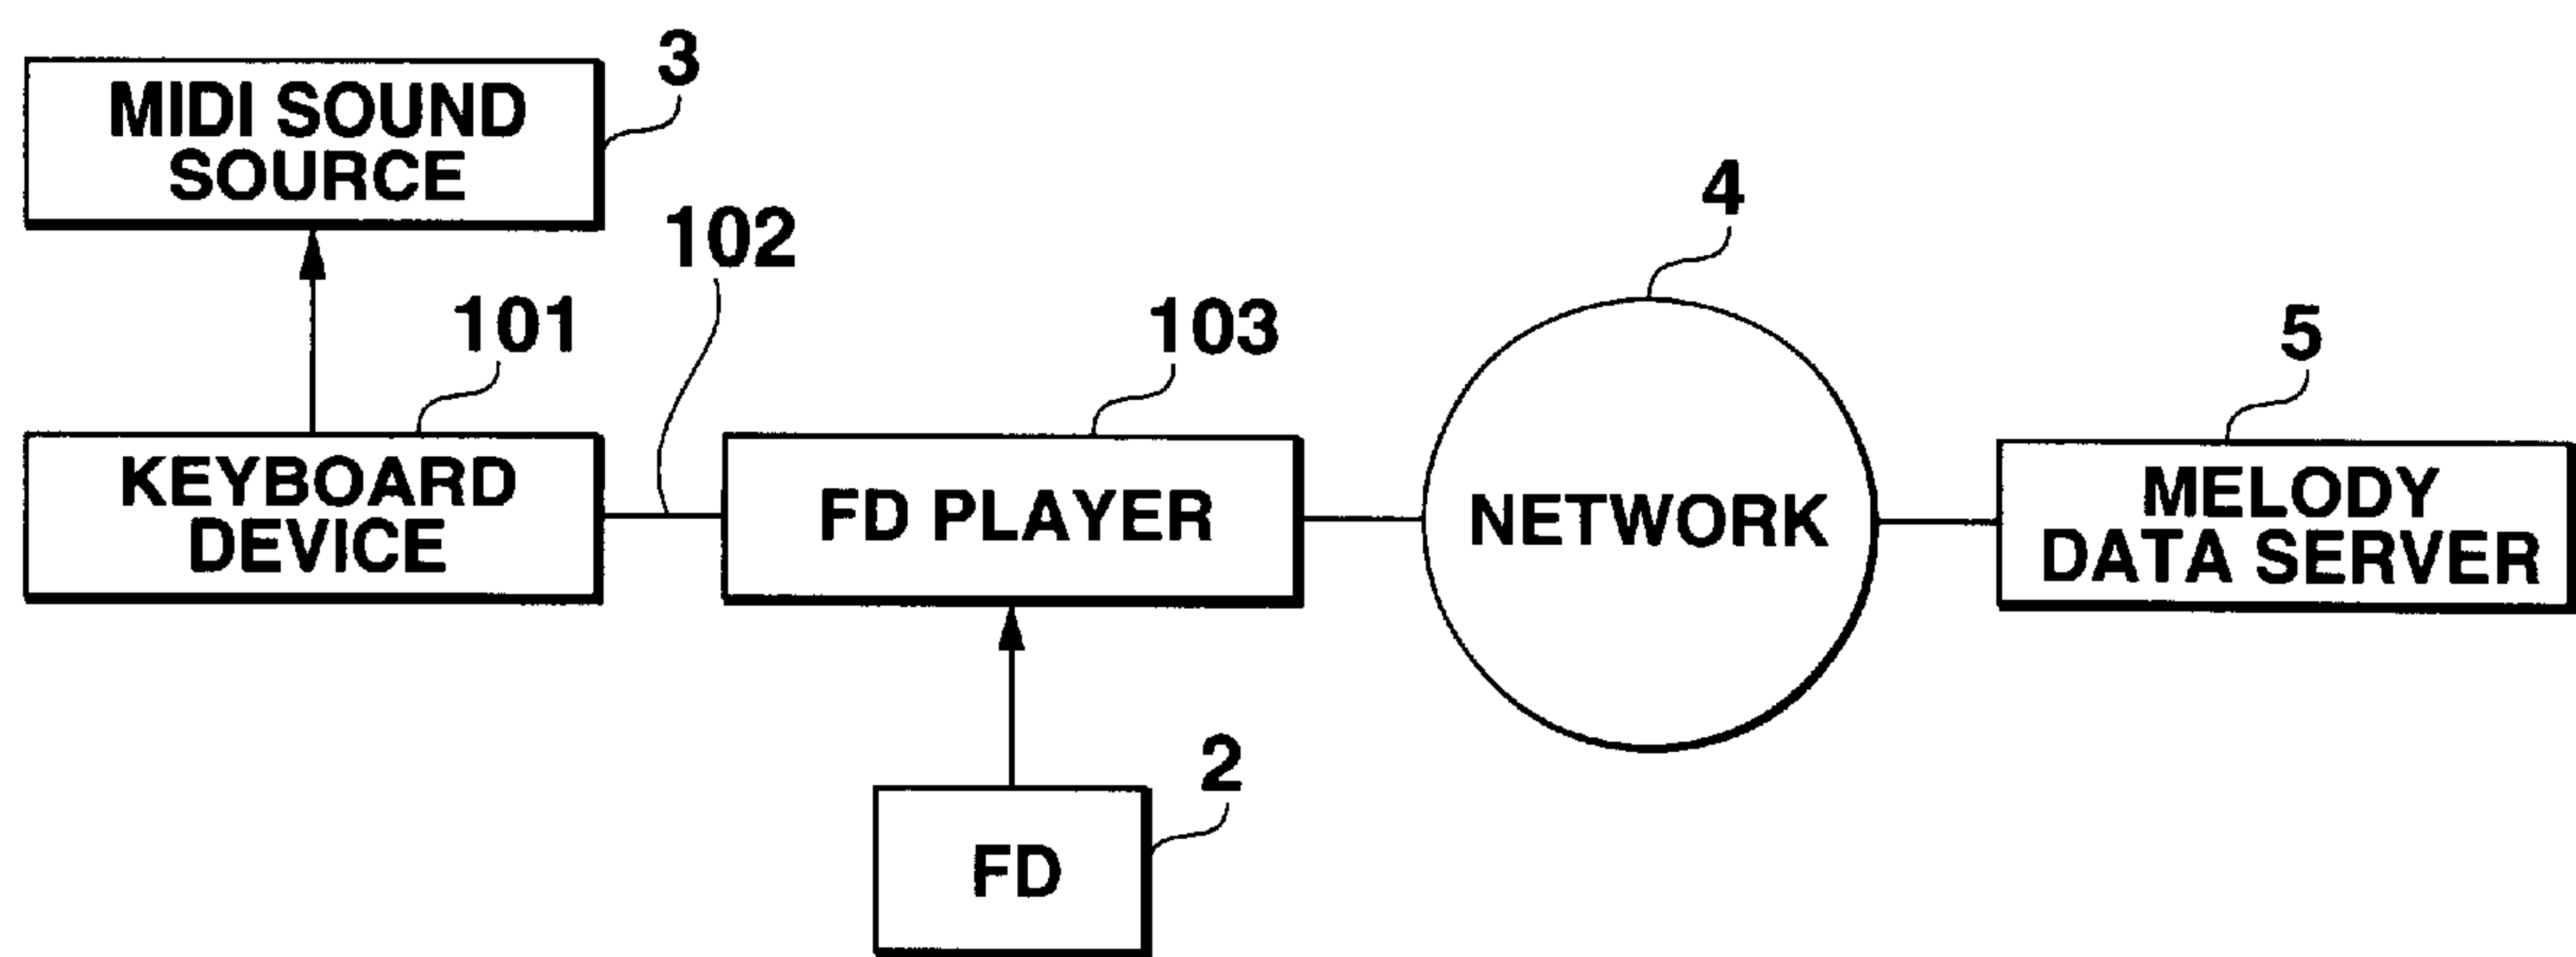 3
MIDI SOUND
SOURCE
102
4
101
103
5
KEYBOARD
DEVICE
FD PLAYER
NETWORK
MELODY
DATA SERVER
2
FD